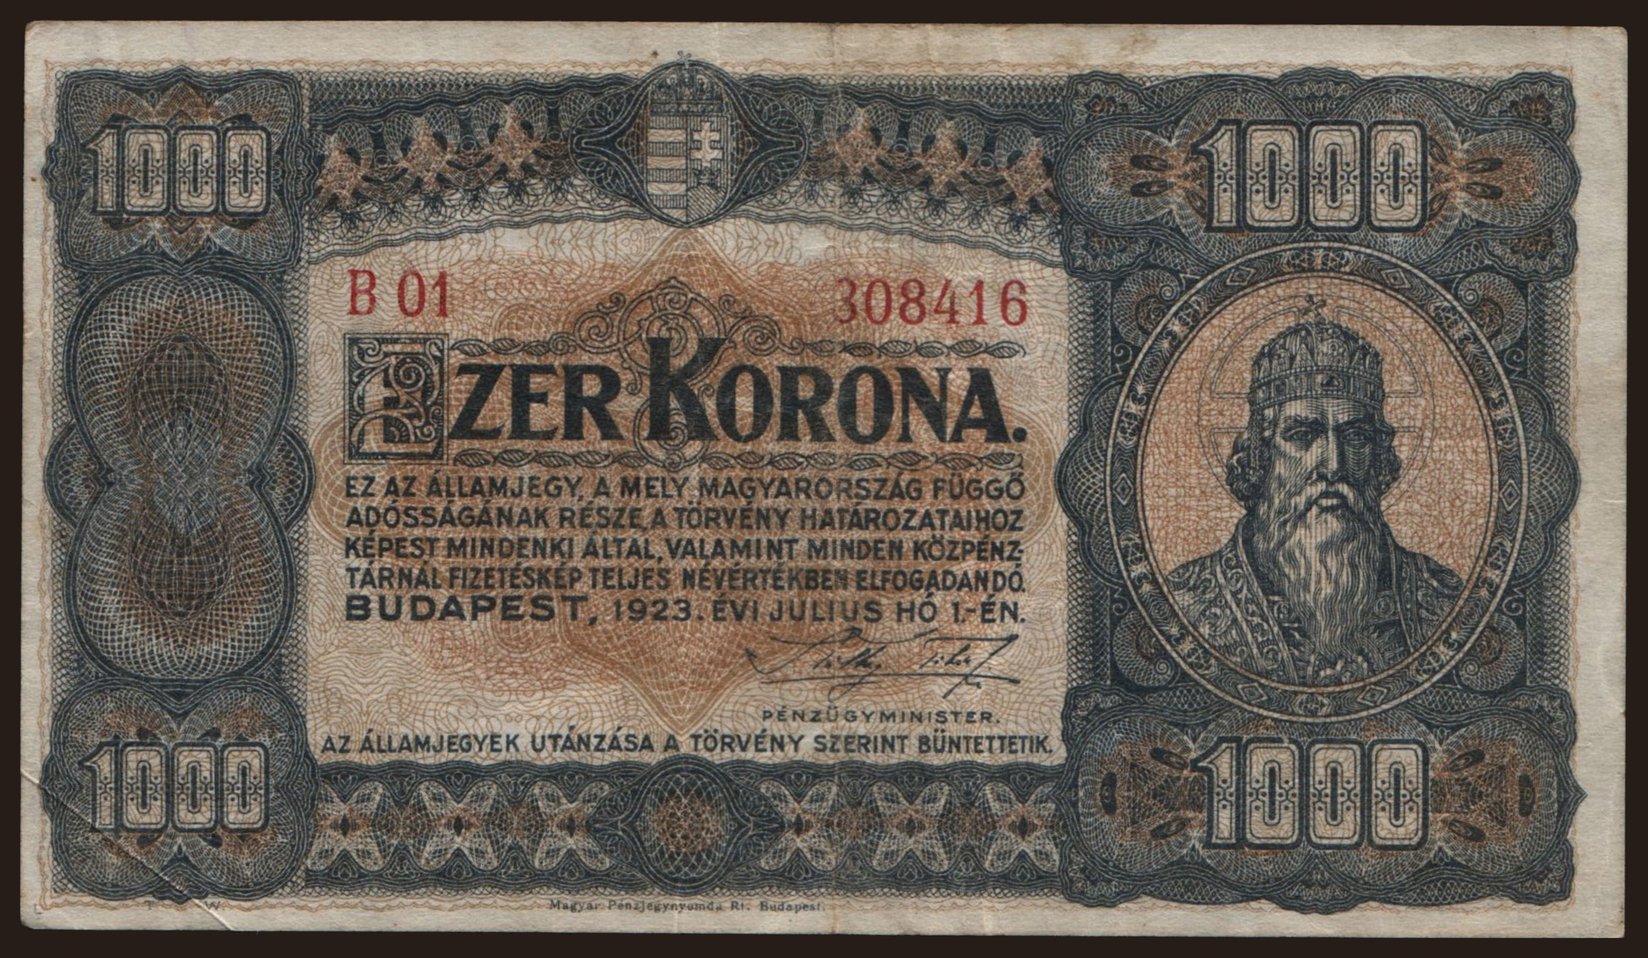 1000
1000
B 01 308416
EZER KORONA.
EZ AZ ÁLLAMJEGY, A MELY MAGYARORSZÁG FÜGGŐ
ADÓSSÁGÁNAK RÉSZE, A TÖRVÉNY HATÁROZATAIHOZ
KÉPEST MINDENKI ÁLTAL, VALAMINT MINDEN KÖZPÉNZ-
TÁRNÁL FIZETÉSKÉP TELJES NÉVÉRTÉKBEN ELFOGADANDÓ.
BUDAPEST, 1923. ÉVI JULIUS HÓ 1.-ÉN.
PÉNZÜGYMINISTER.
AZ ÁLLAMJEGYEK UTÁNZÁSA A TÖRVÉNY SZERINT BÜNTETTETIK.
1000
1000
Magyar Pénzjegynyomda Rt. Budapest.